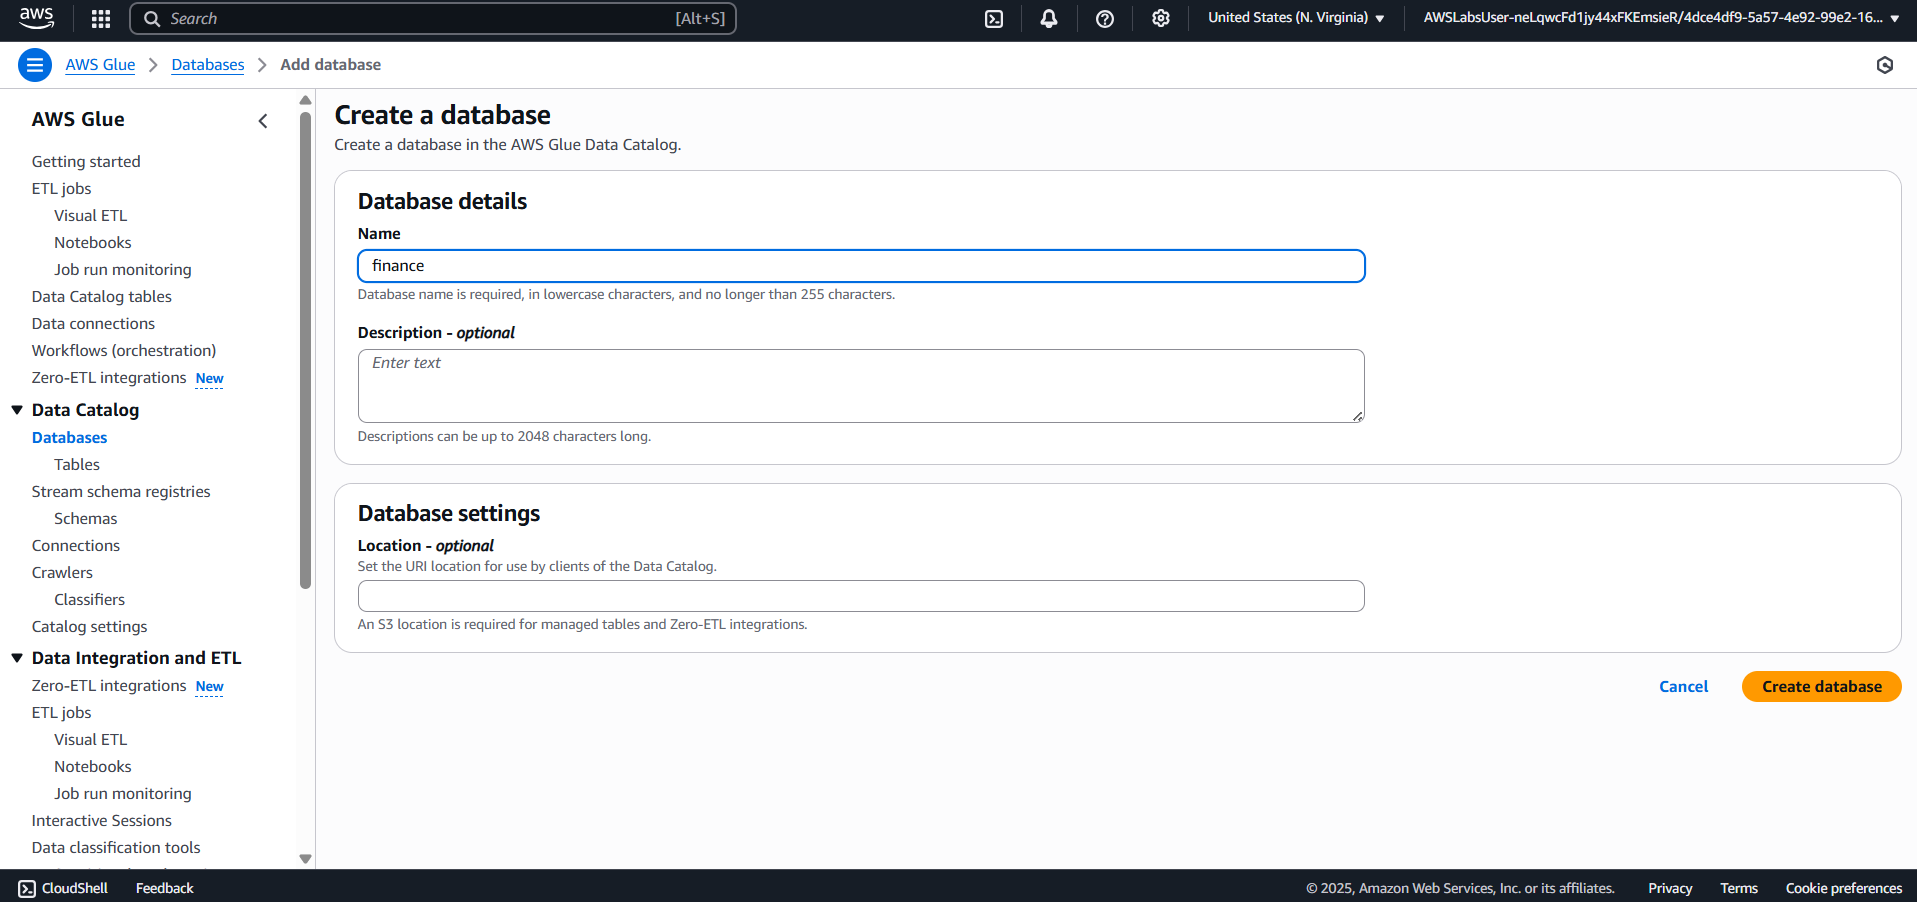 aws
Search [Alt+S]
United States (N. Virginia)
AWSLabsUser-neLqwcFd1jy44xFKEmsieR/4dce4df9-5a57-4e92-99e2-16...
AWS Glue
Databases
Add database
AWS Glue
Getting started
ETL jobs
Visual ETL
Notebooks
Job run monitoring
Data Catalog tables
Data connections
Workflows (orchestration)
Zero-ETL integrations New
Data Catalog
Databases
Tables
Stream schema registries
Schemas
Connections
Crawlers
Classifiers
Catalog settings
Data Integration and ETL
Zero-ETL integrations New
ETL jobs
Visual ETL
Notebooks
Job run monitoring
Interactive Sessions
Data classification tools
Create a database
Create a database in the AWS Glue Data Catalog.
Database details
Name
finance
Database name is required, in lowercase characters, and no longer than 255 characters.
Description - optional
Enter text
Descriptions can be up to 2048 characters long.
Database settings
Location - optional
Set the URI location for use by clients of the Data Catalog.
An S3 location is required for managed tables and Zero-ETL integrations.
Cancel
Create database
CloudShell
Feedback
© 2025, Amazon Web Services, Inc. or its affiliates.
Privacy
Terms
Cookie preferences